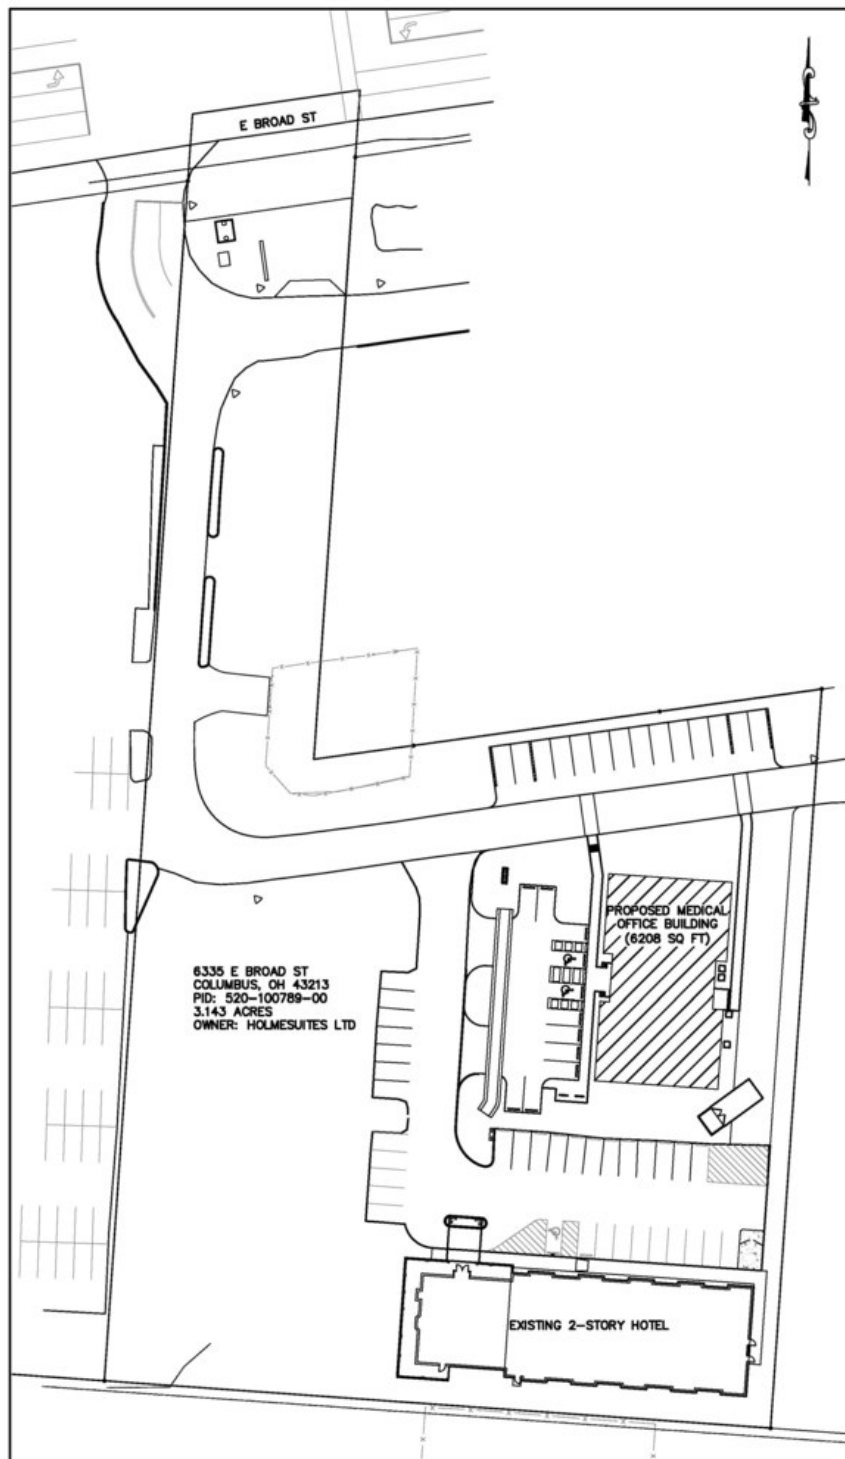 E BROAD ST
PROPOSED MEDICAL
OFFICE BUILDING
(6208 SQ FT)
6335 E BROAD ST
COLUMBUS, OH 43213
PID: 520-100789-00
3.143 ACRES
OWNER: HOLMESUITES LTD
EXISTING 2-STORY HOTEL